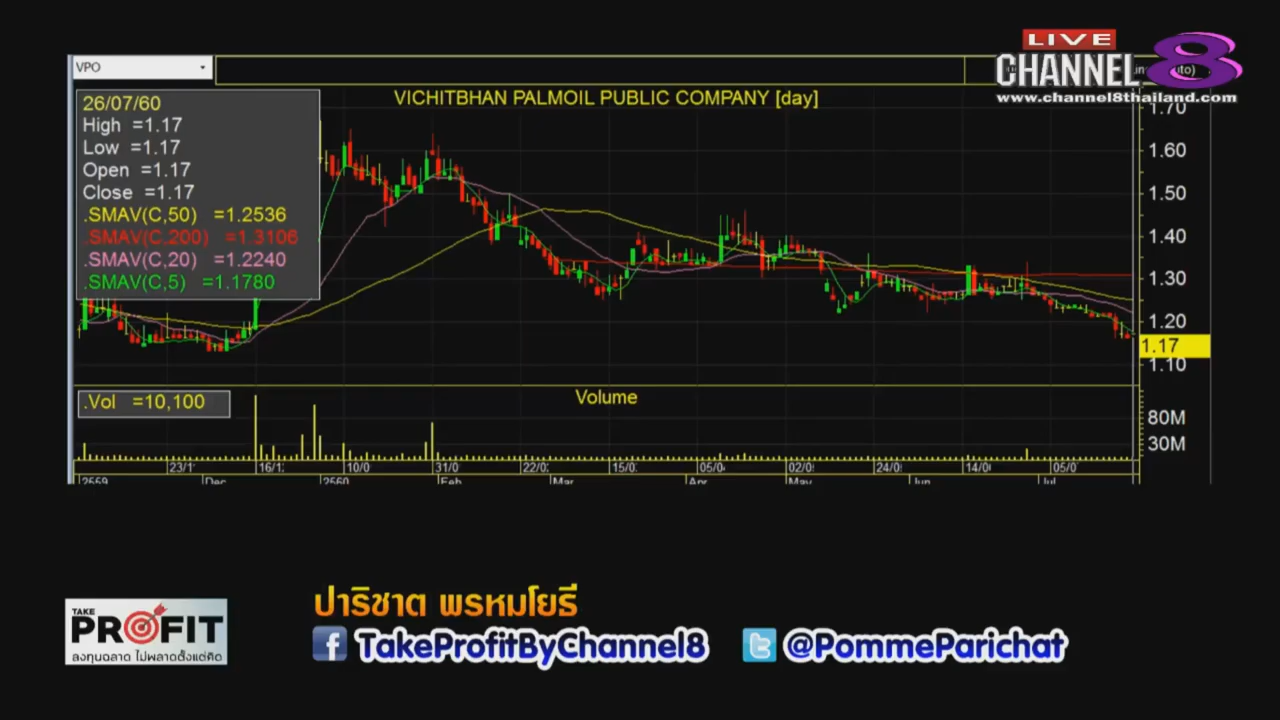 LIVE
CHANNEL 8
www.channel8thailand.com
VPO
VICHITBHAN PALMOIL PUBLIC COMPANY [day]
26/07/60
High =1.17
Low =1.17
Open =1.17
Close =1.17
.SMAV(C,50) =1.2536
.SMAV(C,200) =1.3106
.SMAV(C,20) =1.2240
.SMAV(C,5) =1.1780
1.70
1.60
1.50
1.40
1.30
1.20
1.17
1.10
.Vol =10,100
Volume
80M
30M
23/1 16/1 10/0 31/0 22/0 15/0 05/0 02/0 24/0 14/0 05/0
2559 Dec 2560 Feb Mar Apr May Jun Jul
ปาริชาต พรหมโยธี
TAKE
PROFIT
ลงทุนฉลาด ไม่พลาดตั้งแต่คิด
TakeProfitByChannel8 @PommeParichat